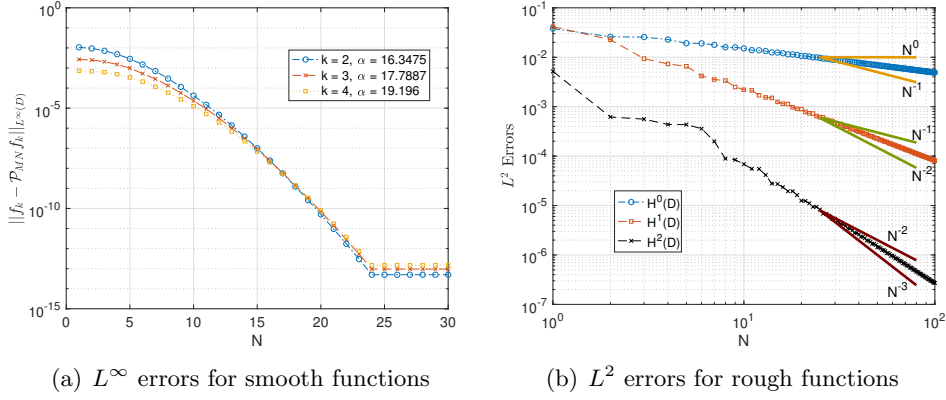 ||f_k − P_{MN} f_k||_{L^∞(D)}
10^0
10^{-5}
10^{-10}
10^{-15}
0 5 10 15 20 25 30
N
k = 2, α = 16.3475
k = 3, α = 17.7887
k = 4, α = 19.196
(a) L^∞ errors for smooth functions
L^2 Errors
10^{-1}
10^{-2}
10^{-3}
10^{-4}
10^{-5}
10^{-6}
10^{-7}
10^0 10^1 10^2
N
N^0
N^{-1}
N^{-1}
N^{-2}
N^{-2}
N^{-3}
H^0(D)
H^1(D)
H^2(D)
(b) L^2 errors for rough functions